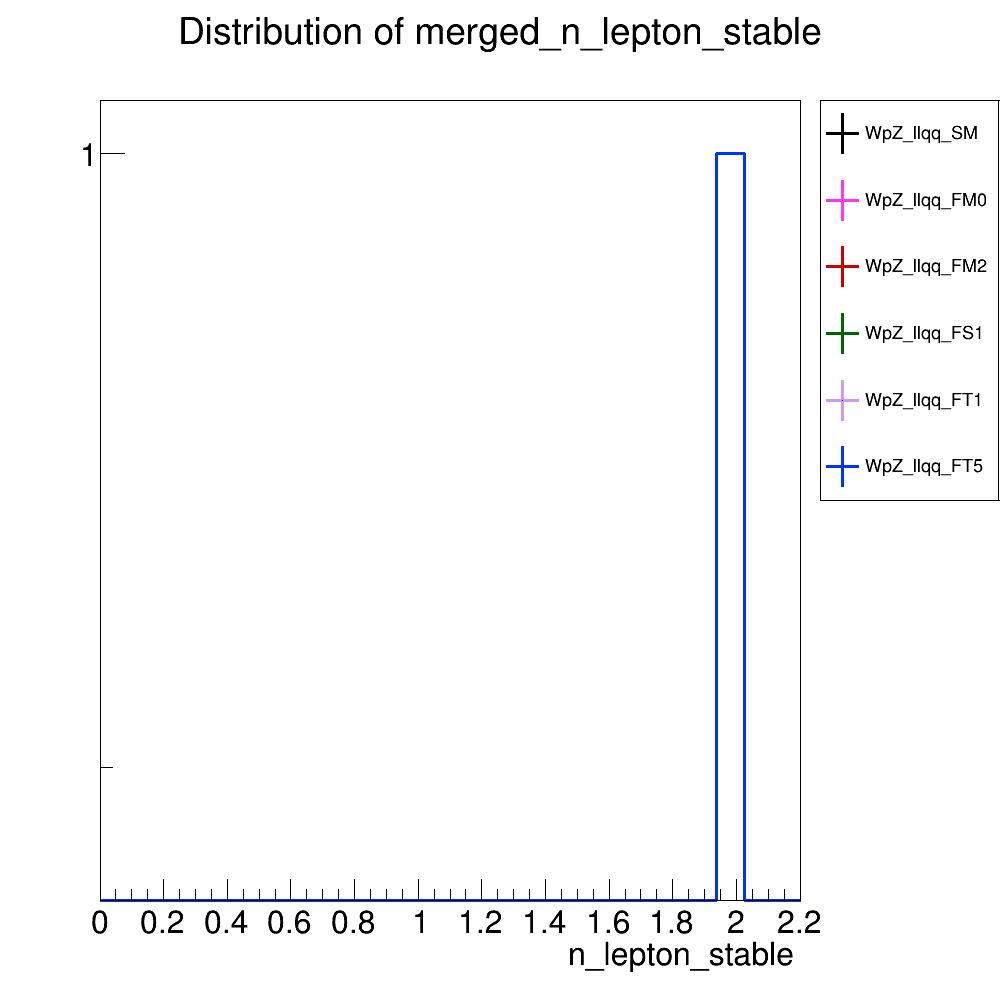 Distribution of merged_n_lepton_stable
1
WpZ_llqq_SM
WpZ_llqq_FM0
WpZ_llqq_FM2
WpZ_llqq_FS1
WpZ_llqq_FT1
WpZ_llqq_FT5
0 0.2 0.4 0.6 0.8 1 1.2 1.4 1.6 1.8 2 2.2
n_lepton_stable